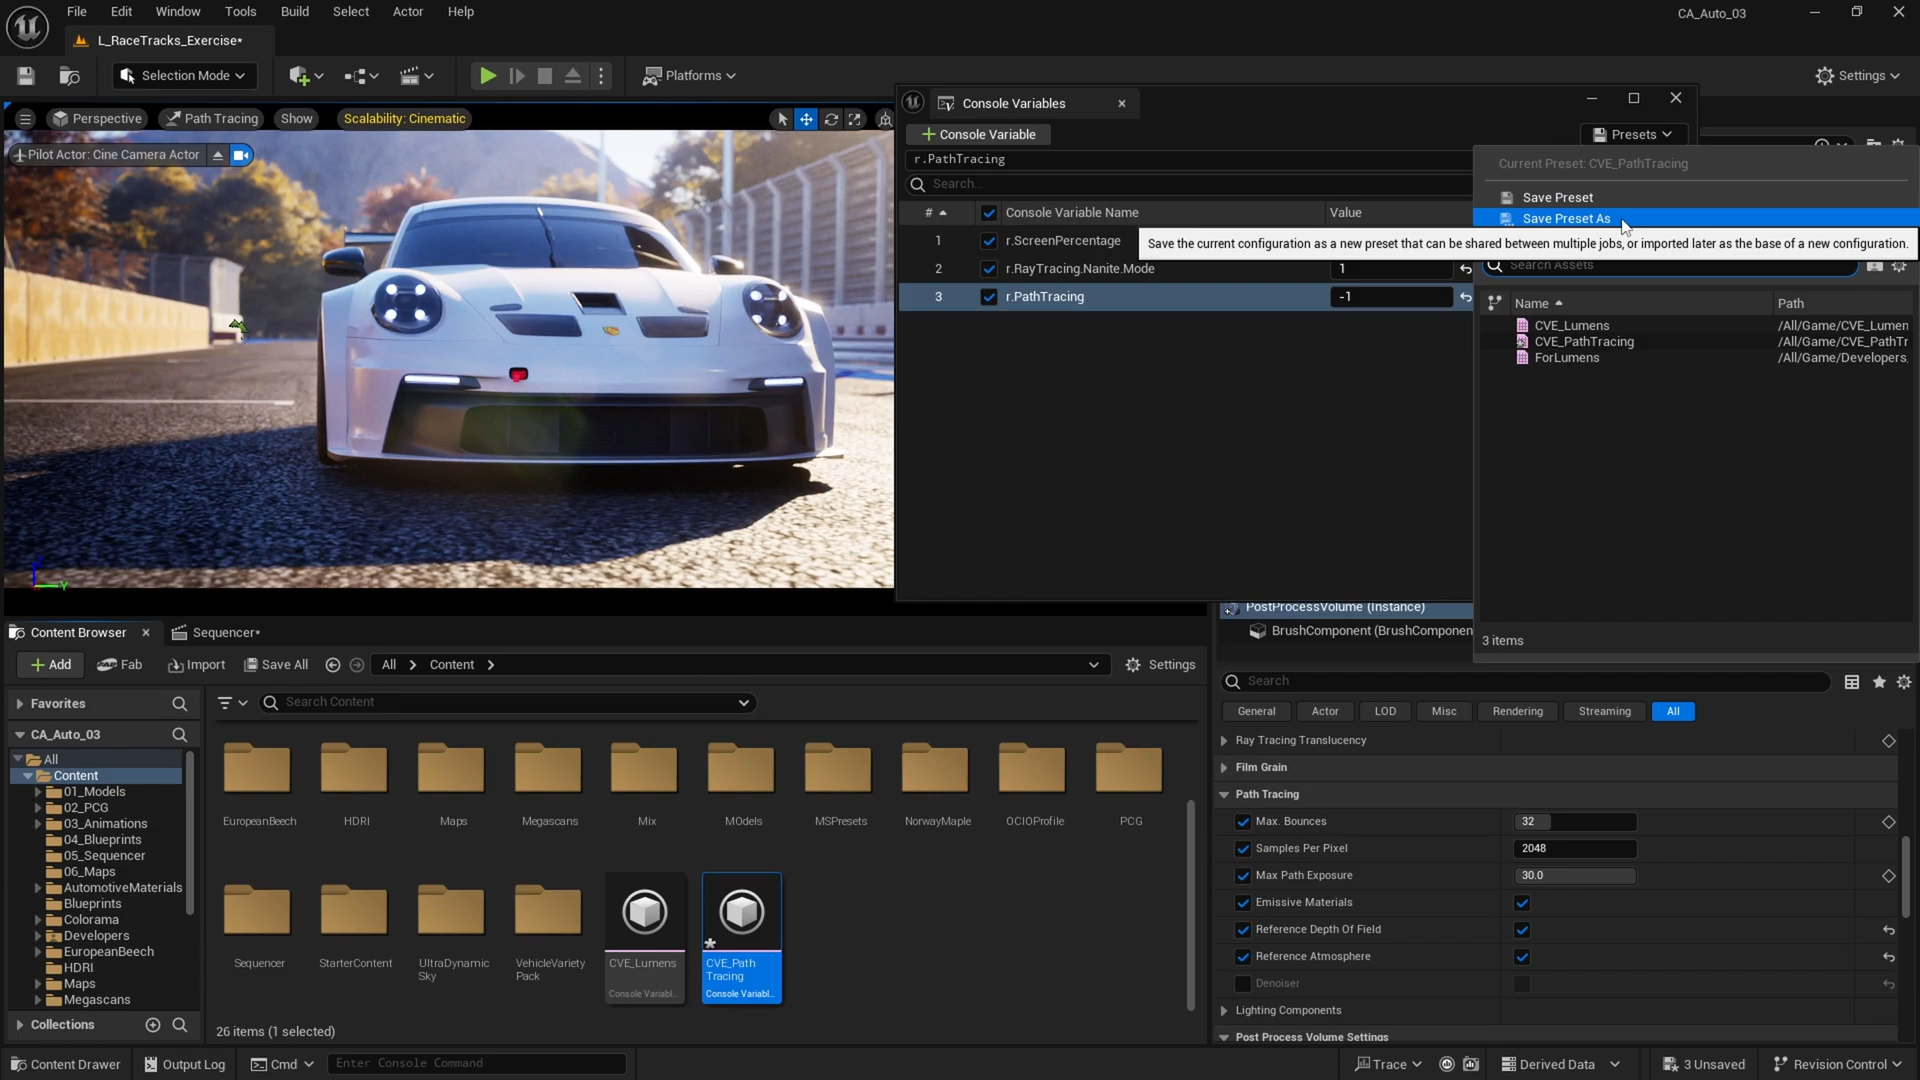 File Edit Window Tools Build Select Actor Help
CA_Auto_03
L_RaceTracks_Exercise*
Selection Mode
Platforms
Settings
Perspective
Path Tracing
Show
Scalability: Cinematic
Pilot Actor: Cine Camera Actor
Console Variables
Console Variable
Presets
r.PathTracing
Search...
# Console Variable Name Value
1 r.ScreenPercentage
2 r.RayTracing.Nanite.Mode 1
3 r.PathTracing -1
Current Preset: CVE_PathTracing
Save Preset
Save Preset As
Save the current configuration as a new preset that can be shared between multiple jobs, or imported later as the base of a new configuration.
Search Assets
Name Path
CVE_Lumens /All/Game/CVE_Lumen
CVE_PathTracing /All/Game/CVE_PathTr
ForLumens /All/Game/Developers
3 items
PostProcessVolume (Instance)
BrushComponent (BrushComponen
Content Browser
Sequencer*
Add
Fab
Import
Save All
All
Content
Settings
Favorites
Search Content
CA_Auto_03
All
Content
01_Models
02_PCG
03_Animations
04_Blueprints
05_Sequencer
06_Maps
AutomotiveMaterials
Blueprints
Colorama
Developers
EuropeanBeech
HDRI
Maps
Megascans
Collections
EuropeanBeech HDRI Maps Megascans Mix MOdels MSPresets NorwayMaple OCIOProfile PCG
Sequencer StarterContent UltraDynamic
Sky
VehicleVariety
Pack
CVE_Lumens
Console Variabl...
CVE_Path
Tracing
Console Variabl...
26 items (1 selected)
Search
General Actor LOD Misc Rendering Streaming All
Ray Tracing Translucency
Film Grain
Path Tracing
Max. Bounces 32
Samples Per Pixel 2048
Max Path Exposure 30.0
Emissive Materials
Reference Depth Of Field
Reference Atmosphere
Denoiser
Lighting Components
Post Process Volume Settings
Content Drawer
Output Log
Cmd
Enter Console Command
Trace
Derived Data
3 Unsaved
Revision Control